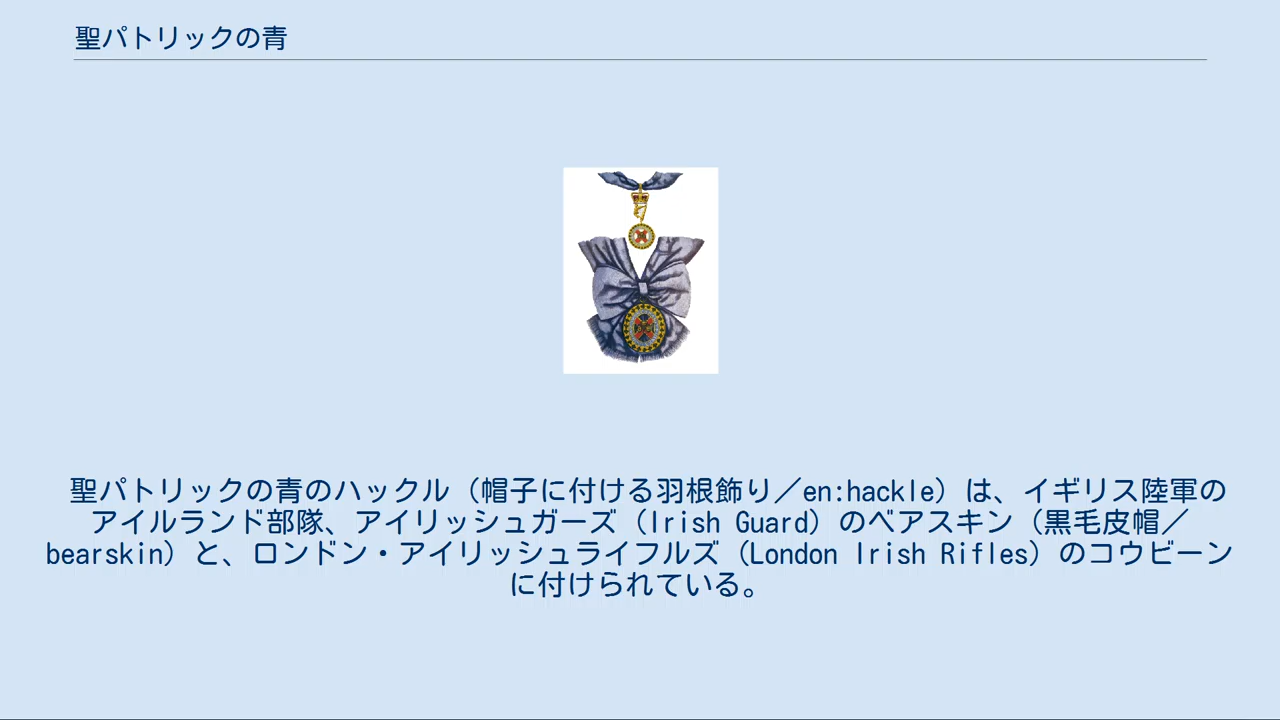 聖パトリックの青
聖パトリックの青のハックル（帽子に付ける羽根飾り／en:hackle）は、イギリス陸軍の
アイルランド部隊、アイリッシュガーズ（Irish Guard）のベアスキン（黒毛皮帽／
bearskin）と、ロンドン・アイリッシュライフルズ（London Irish Rifles）のコウビーン
に付けられている。